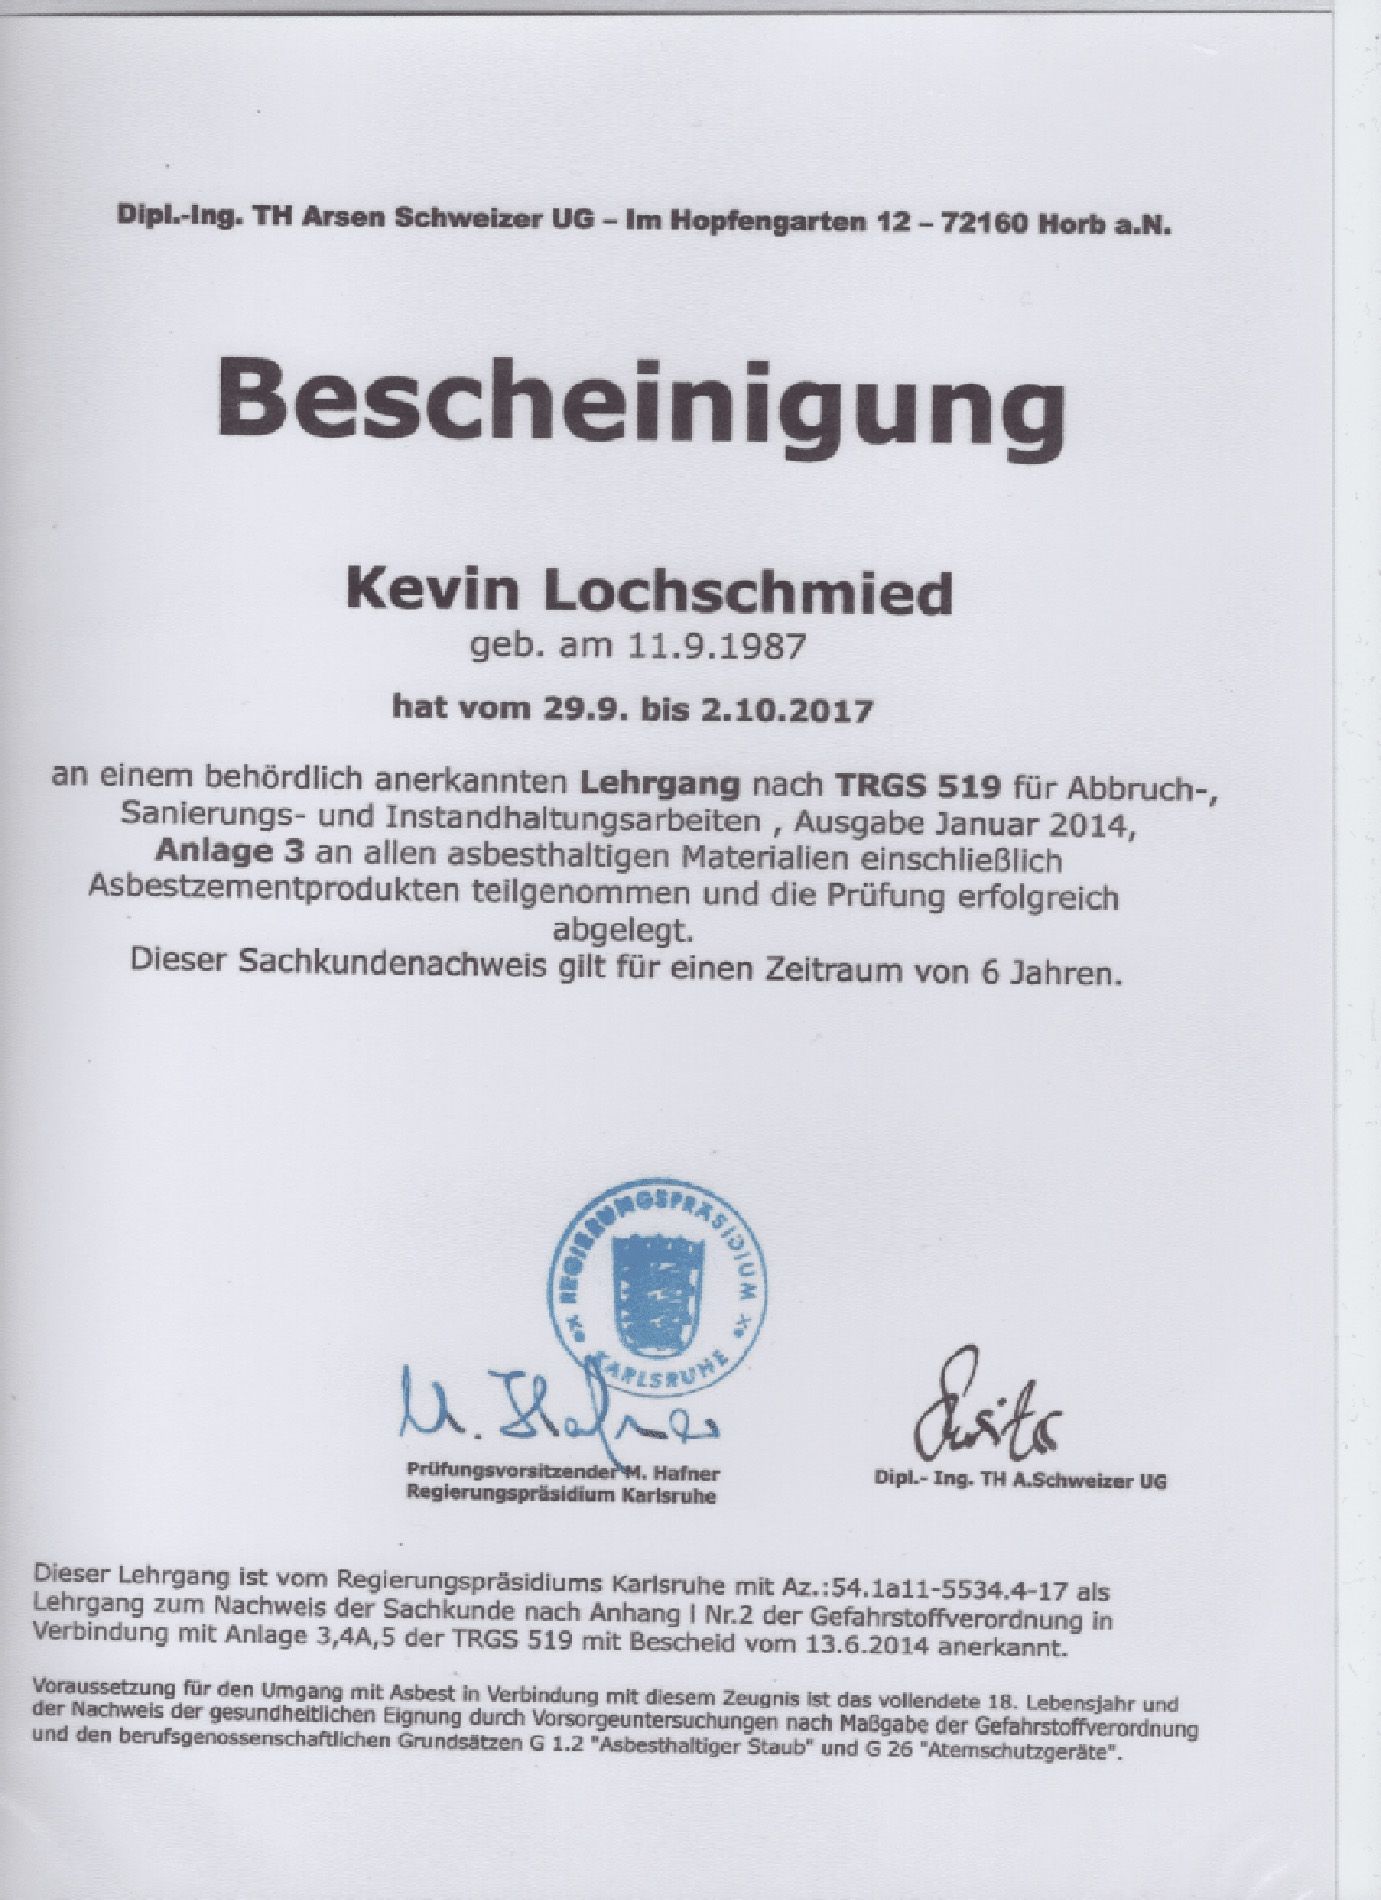 Dipl.-Ing. TH Arsen Schweizer UG – Im Hopfengarten 12 – 72160 Horb a.N.
Bescheinigung
Kevin Lochschmied
geb. am 11.9.1987
hat vom 29.9. bis 2.10.2017
an einem behördlich anerkannten Lehrgang nach TRGS 519 für Abbruch-,
Sanierungs- und Instandhaltungsarbeiten , Ausgabe Januar 2014,
Anlage 3 an allen asbesthaltigen Materialien einschließlich
Asbestzementprodukten teilgenommen und die Prüfung erfolgreich
abgelegt.
Dieser Sachkundenachweis gilt für einen Zeitraum von 6 Jahren.
REGIERUNGSPRÄSIDIUM
KARLSRUHE
M. Hafner
Prüfungsvorsitzender M. Hafner
Regierungspräsidium Karlsruhe
Dipl.- Ing. TH A.Schweizer UG
Dieser Lehrgang ist vom Regierungspräsidiums Karlsruhe mit Az.:54.1a11-5534.4-17 als
Lehrgang zum Nachweis der Sachkunde nach Anhang I Nr.2 der Gefahrstoffverordnung in
Verbindung mit Anlage 3,4A,5 der TRGS 519 mit Bescheid vom 13.6.2014 anerkannt.
Voraussetzung für den Umgang mit Asbest in Verbindung mit diesem Zeugnis ist das vollendete 18. Lebensjahr und
der Nachweis der gesundheitlichen Eignung durch Vorsorgeuntersuchungen nach Maßgabe der Gefahrstoffverordnung
und den berufsgenossenschaftlichen Grundsätzen G 1.2 "Asbesthaltiger Staub" und G 26 "Atemschutzgeräte".